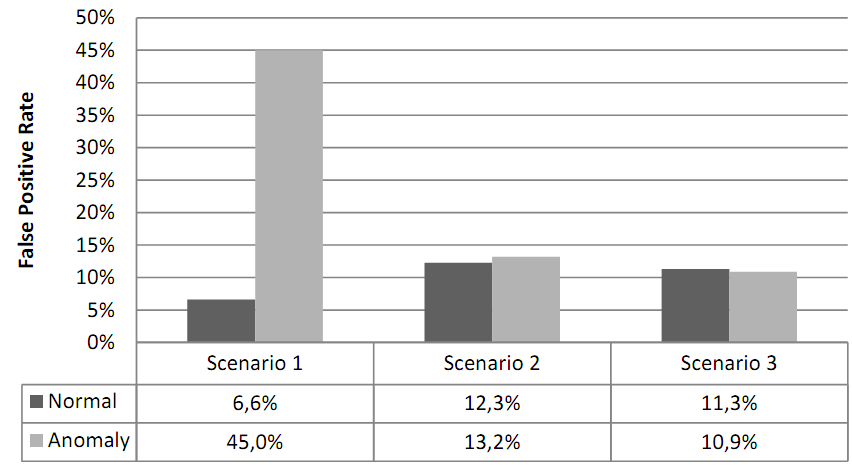 50%
45%
40%
35%
30%
25%
20%
15%
10%
5%
0%
False Positive Rate
Scenario 1 Scenario 2 Scenario 3
Normal 6,6% 12,3% 11,3%
Anomaly 45,0% 13,2% 10,9%